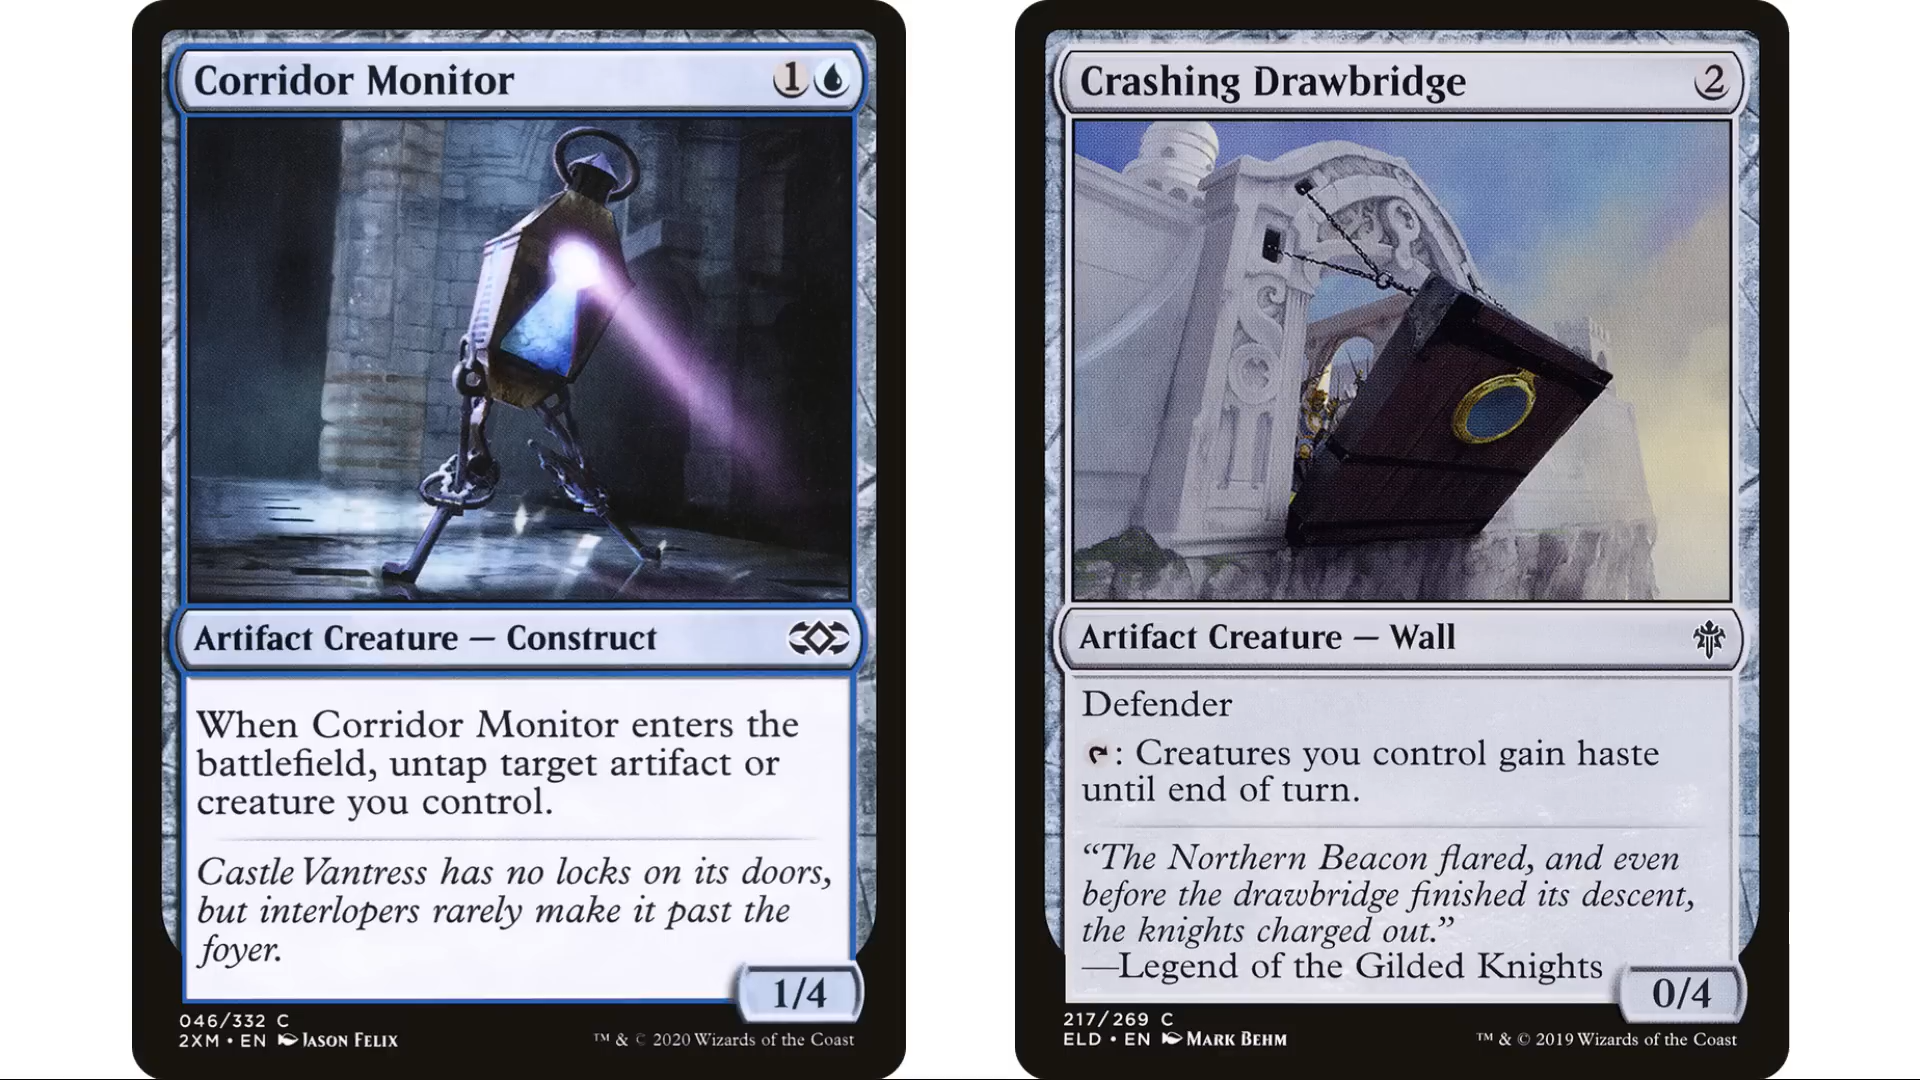 Corridor Monitor
1
When Corridor Monitor enters the
battlefield, untap target artifact or
creature you control.
Artifact Creature — Construct
Castle Vantress has no locks on its doors,
but interlopers rarely make it past the
foyer.
1/4
046/332 C
2XM • EN Jason Felix
™ & © 2020 Wizards of the Coast
Crashing Drawbridge
2
Artifact Creature — Wall
Defender
: Creatures you control gain haste
until end of turn.
“The Northern Beacon flared, and even
before the drawbridge finished its descent,
the knights charged out.”
—Legend of the Gilded Knights
0/4
217/269 C
ELD • EN Mark Behm
™ & © 2019 Wizards of the Coast